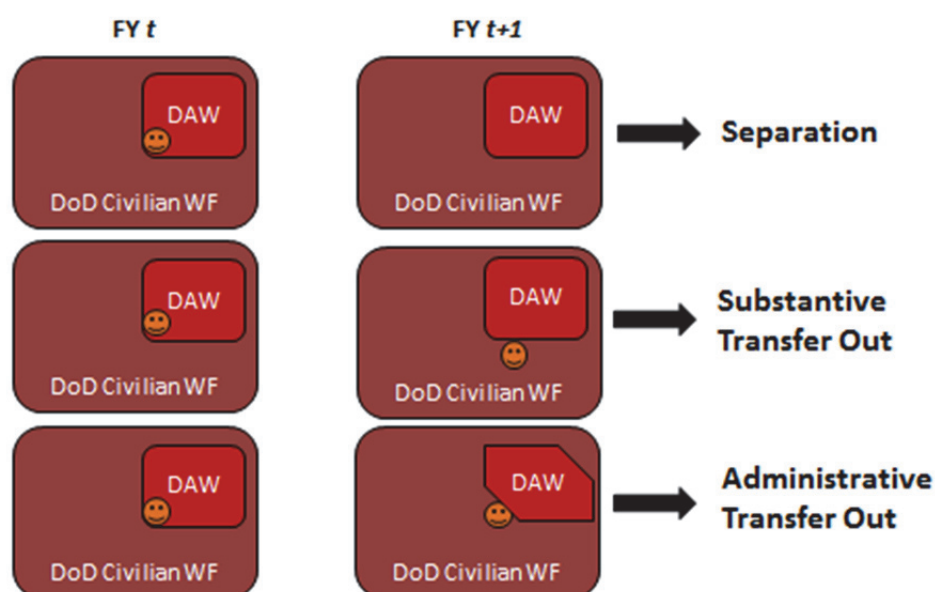 FY t
FY t+1
DAW
DoD Civilian WF
DAW
DoD Civilian WF
Separation
DAW
DoD Civilian WF
DAW
DoD Civilian WF
Substantive
Transfer Out
DAW
DoD Civilian WF
DAW
DoD Civilian WF
Administrative
Transfer Out